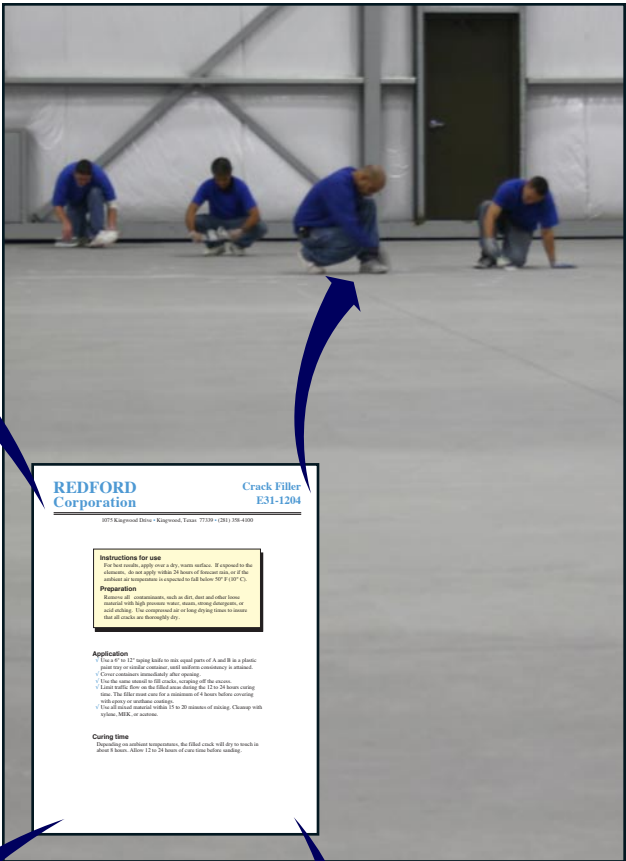 REDFORD
Corporation
Crack Filler
E31-1204
1075 Kingwood Drive • Kingwood, Texas 77339 • (281) 358-4100
Instructions for use
For best results, apply over a dry, warm surface. If exposed to the
elements, do not apply within 24 hours of forecast rain, or if the
ambient air temperature is expected to fall below 50° F (10° C).
Preparation
Remove all contaminants, such as dirt, dust and other loose
material with high pressure water, steam, strong detergents, or
acid etching. Use compressed air or long drying times to insure
that all cracks are thoroughly dry.
Application
√ Use a 6" to 12" taping knife to mix equal parts of A and B in a plastic
paint tray or similar container, until uniform consistency is attained.
√ Cover containers immediately after opening.
√ Use the same utensil to fill cracks, scraping off the excess.
√ Limit traffic flow on the filled areas during the 12 to 24 hours curing
time. The filler must cure for a minimum of 4 hours before covering
with epoxy or urethane coatings.
√ Use all mixed material within 15 to 20 minutes of mixing. Cleanup with
xylene, MEK, or acetone.
Curing time
Depending on ambient temperatures, the filled crack will dry to touch in
about 8 hours. Allow 12 to 24 hours of cure time before sanding.